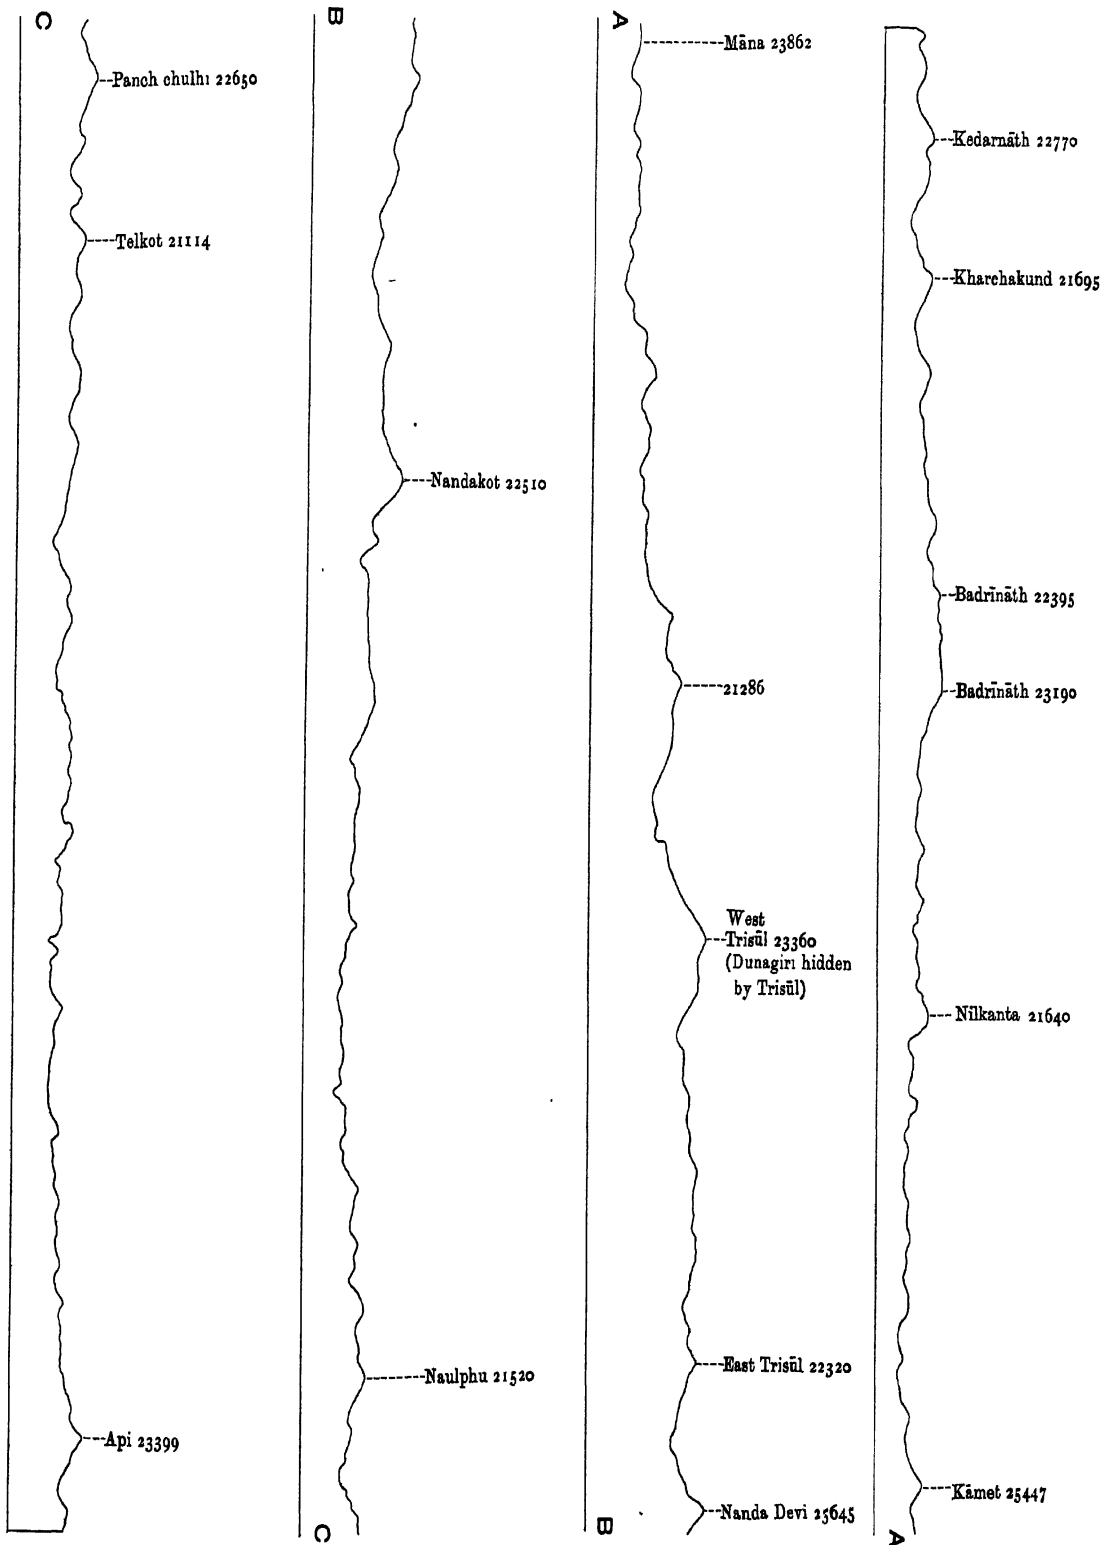 Kedarnāth 22770
Kharchakund 21695
Badrīnāth 22395
Badrīnāth 23190
Nīlkanta 21640
Kāmet 25447
A
A
Māna 23862
21286
West
Trisūl 23360
(Dunagiri hidden
by Trisūl)
East Trisūl 22320
Nanda Devi 25645
B
B
Nandakot 22510
Naulphu 21520
C
C
Panch chulhi 22650
Telkot 21114
Api 23399